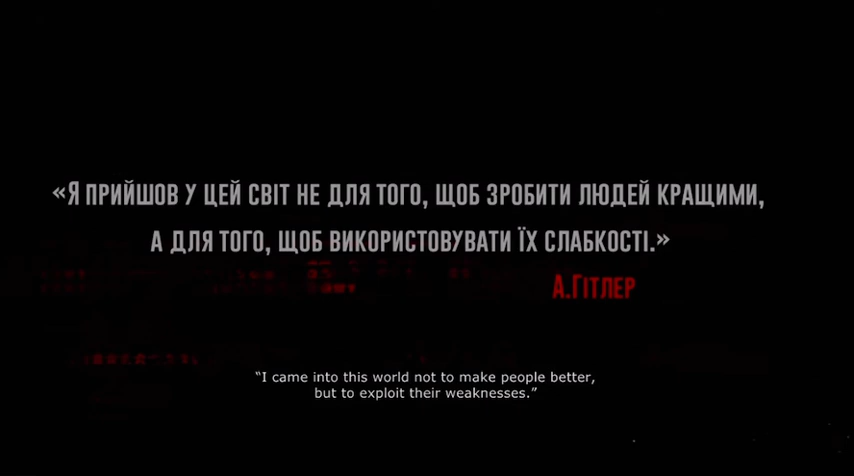 «Я ПРИЙШОВ У ЦЕЙ СВІТ НЕ ДЛЯ ТОГО, ЩОБ ЗРОБИТИ ЛЮДЕЙ КРАЩИМИ,
А ДЛЯ ТОГО, ЩОБ ВИКОРИСТОВУВАТИ ЇХ СЛАБКОСТІ.»
А.ГІТЛЕР
“I came into this world not to make people better,
but to exploit their weaknesses.”